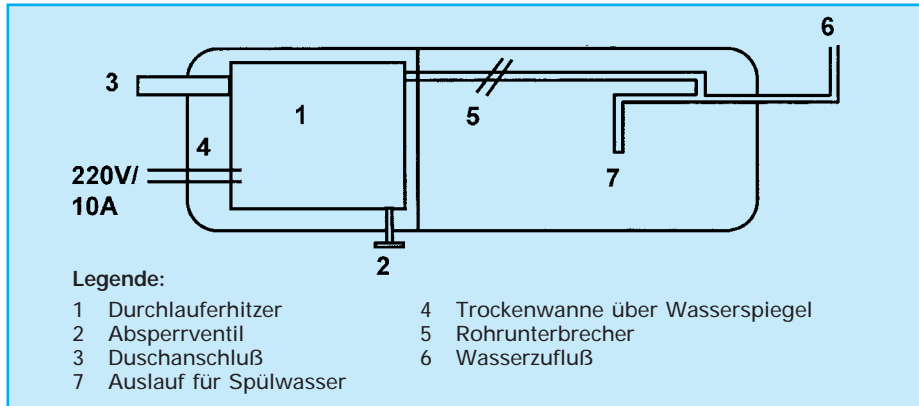 6
3
1
5
4
220V/
10A
7
2
Legende:
1 Durchlauferhitzer
2 Absperrventil
3 Duschanschluß
7 Auslauf für Spülwasser
4 Trockenwanne über Wasserspiegel
5 Rohrunterbrecher
6 Wasserzufluß